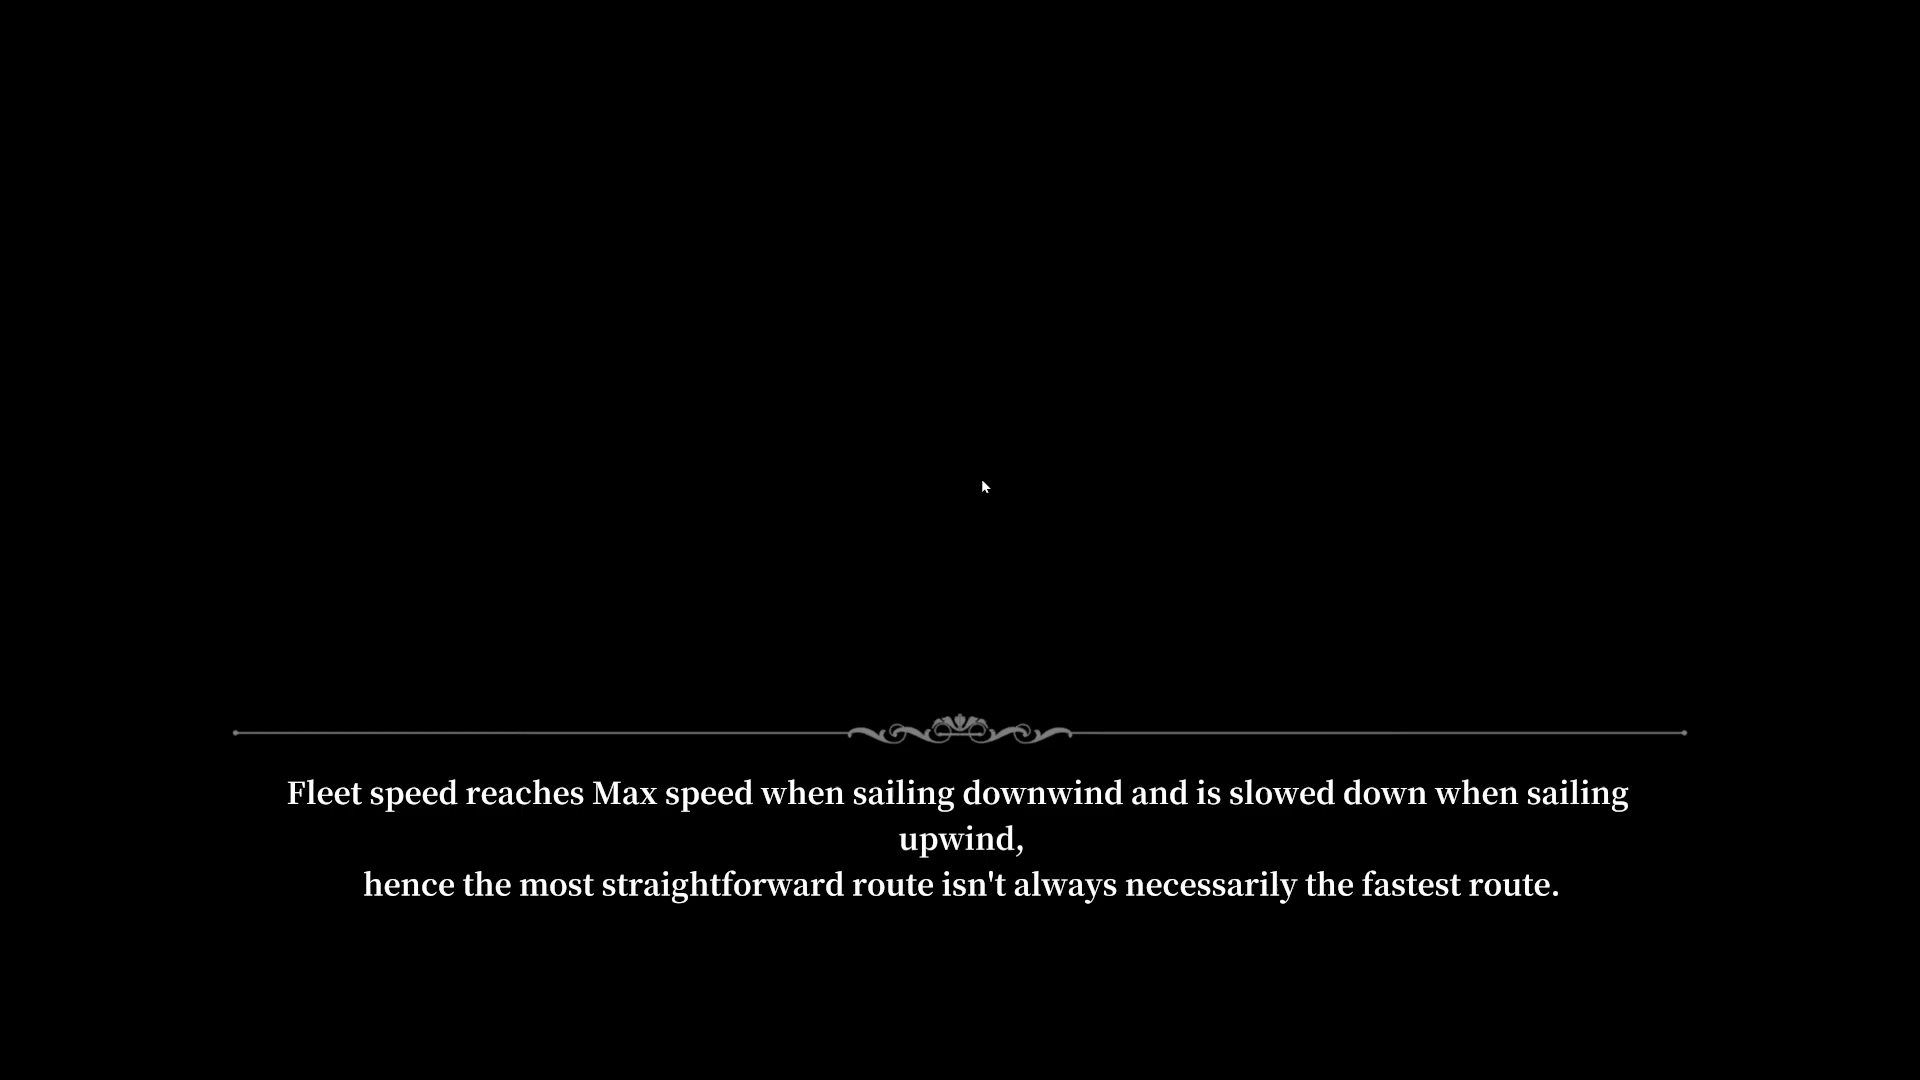 Fleet speed reaches Max speed when sailing downwind and is slowed down when sailing
upwind,
hence the most straightforward route isn't always necessarily the fastest route.